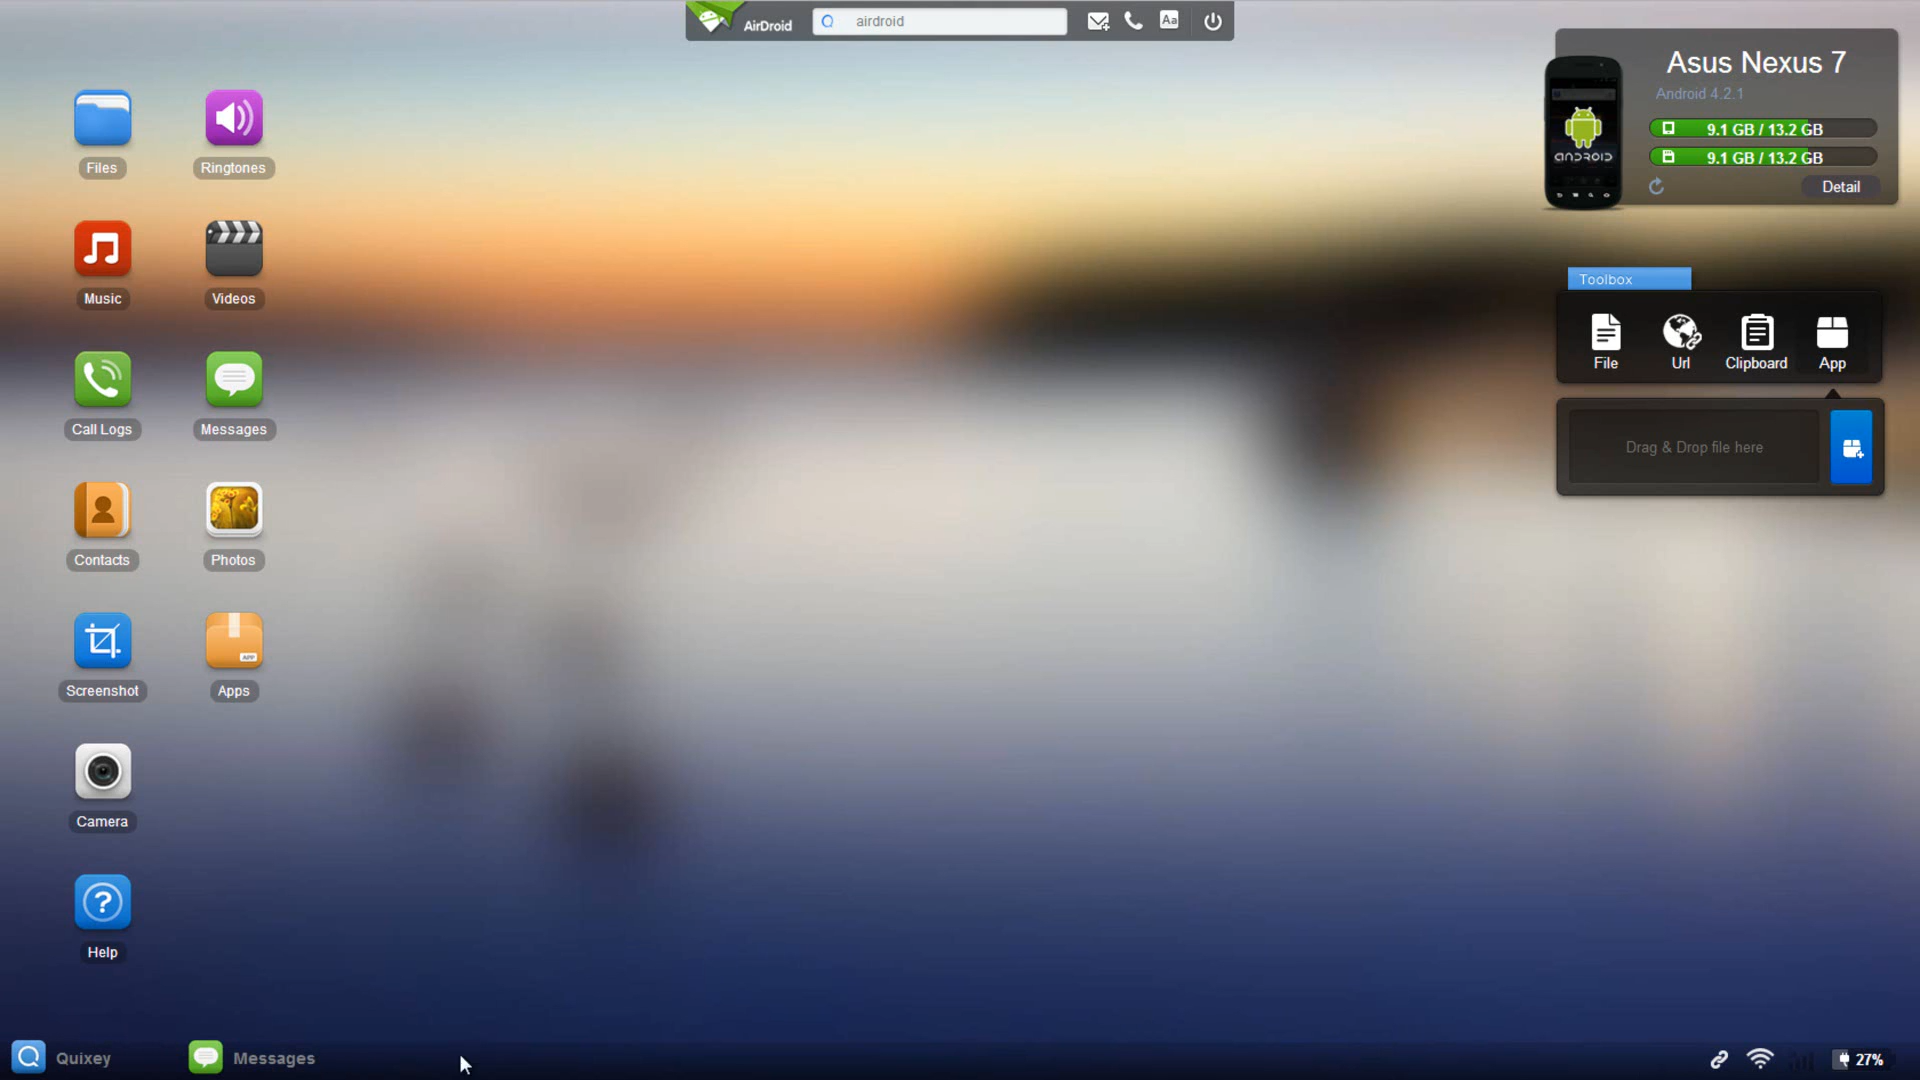 AirDroid
airdroid
Aa
Asus Nexus 7
Android 4.2.1
9.1 GB / 13.2 GB
9.1 GB / 13.2 GB
Detail
ANDROID
Files
Ringtones
Music
Videos
Toolbox
File
Url
Clipboard
App
Drag & Drop file here
Call Logs
Messages
Contacts
Photos
APP
Screenshot
Apps
Camera
?
Help
Quixey
Messages
27%